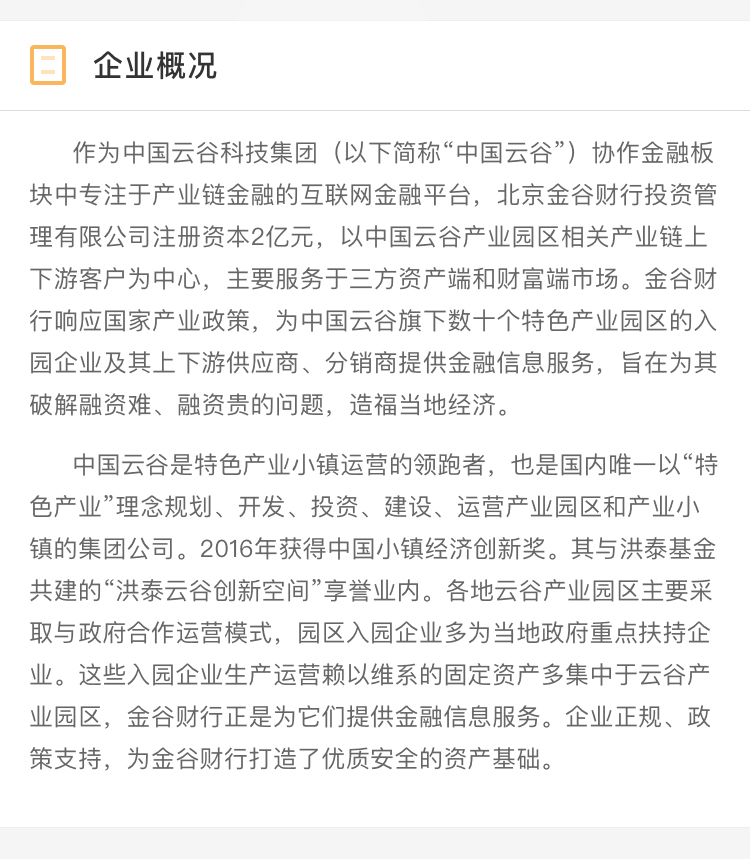 企业概况
作为中国云谷科技集团（以下简称“中国云谷”）协作金融板
块中专注于产业链金融的互联网金融平台，北京金谷财行投资管
理有限公司注册资本2亿元，以中国云谷产业园区相关产业链上
下游客户为中心，主要服务于三方资产端和财富端市场。金谷财
行响应国家产业政策，为中国云谷旗下数十个特色产业园区的入
园企业及其上下游供应商、分销商提供金融信息服务，旨在为其
破解融资难、融资贵的问题，造福当地经济。
中国云谷是特色产业小镇运营的领跑者，也是国内唯一以“特
色产业”理念规划、开发、投资、建设、运营产业园区和产业小
镇的集团公司。2016年获得中国小镇经济创新奖。其与洪泰基金
共建的“洪泰云谷创新空间”享誉业内。各地云谷产业园区主要采
取与政府合作运营模式，园区入园企业多为当地政府重点扶持企
业。这些入园企业生产运营赖以维系的固定资产多集中于云谷产
业园区，金谷财行正是为它们提供金融信息服务。企业正规、政
策支持，为金谷财行打造了优质安全的资产基础。